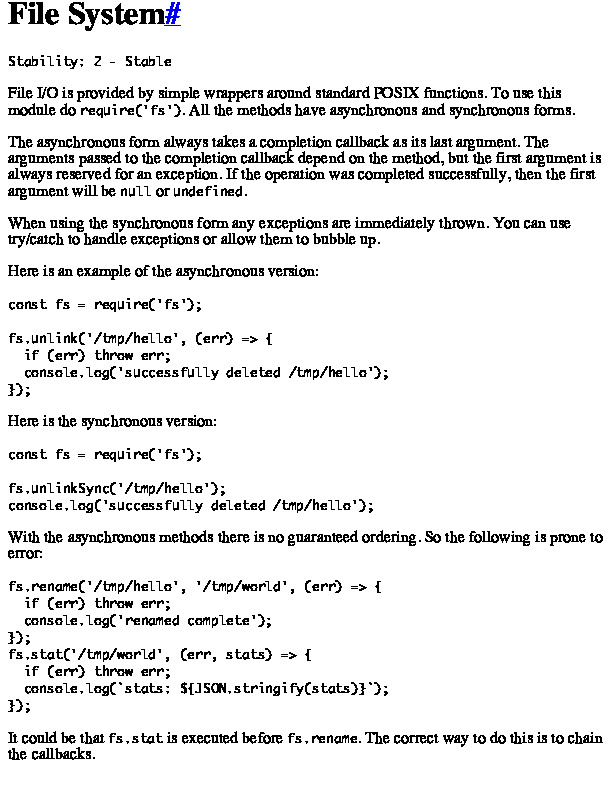 File System#
Stability: 2 - Stable
File I/O is provided by simple wrappers around standard POSIX functions. To use this
module do require('fs'). All the methods have asynchronous and synchronous forms.
The asynchronous form always takes a completion callback as its last argument. The
arguments passed to the completion callback depend on the method, but the first argument is
always reserved for an exception. If the operation was completed successfully, then the first
argument will be null or undefined.
When using the synchronous form any exceptions are immediately thrown. You can use
try/catch to handle exceptions or allow them to bubble up.
Here is an example of the asynchronous version:
const fs = require('fs');
fs.unlink('/tmp/hello', (err) => {
  if (err) throw err;
  console.log('successfully deleted /tmp/hello');
});
Here is the synchronous version:
const fs = require('fs');
fs.unlinkSync('/tmp/hello');
console.log('successfully deleted /tmp/hello');
With the asynchronous methods there is no guaranteed ordering. So the following is prone to
error:
fs.rename('/tmp/hello', '/tmp/world', (err) => {
  if (err) throw err;
  console.log('renamed complete');
});
fs.stat('/tmp/world', (err, stats) => {
  if (err) throw err;
  console.log(`stats: ${JSON.stringify(stats)}`);
});
It could be that fs.stat is executed before fs.rename. The correct way to do this is to chain
the callbacks.